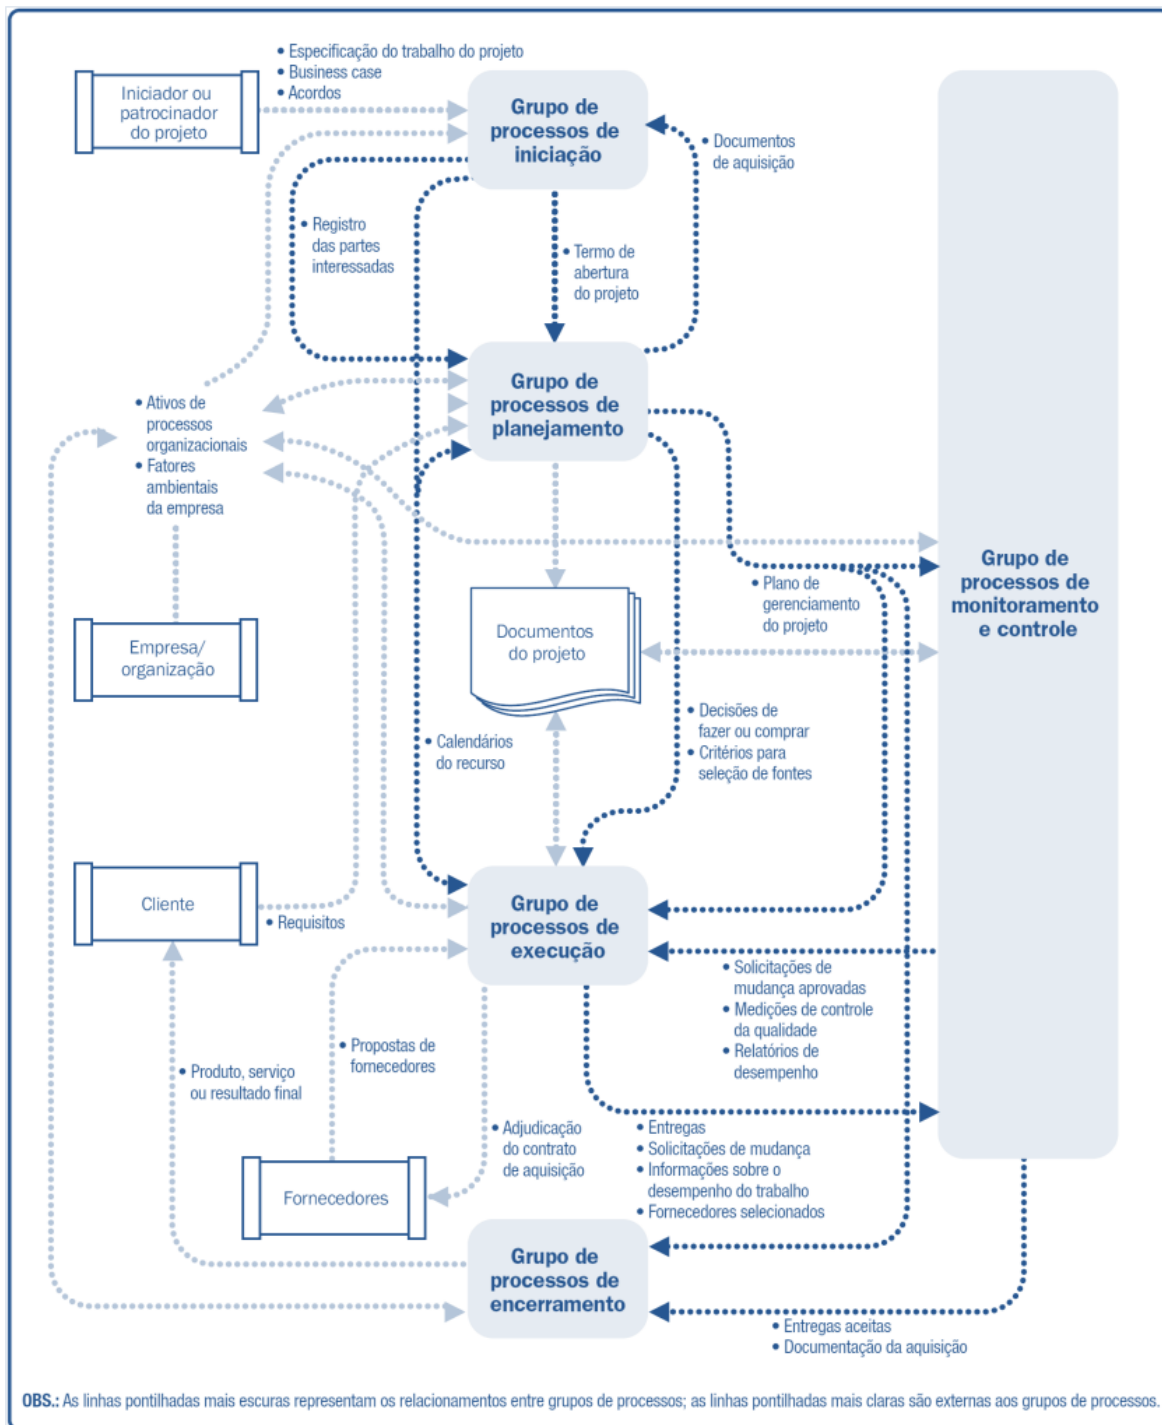 • Especificação do trabalho do projeto
• Business case
• Acordos
Iniciador ou
patrocinador
do projeto
Grupo de
processos de
iniciação
• Documentos
de aquisição
• Registro
das partes
interessadas
• Termo de
abertura
do projeto
Grupo de
processos de
planejamento
• Ativos de
processos
organizacionais
• Fatores
ambientais
da empresa
Grupo de
processos de
monitoramento
e controle
• Plano de
gerenciamento
do projeto
Empresa/
organização
Documentos
do projeto
• Decisões de
fazer ou comprar
• Critérios para
seleção de fontes
• Calendários
do recurso
Cliente
• Requisitos
Grupo de
processos de
execução
• Solicitações de
mudança aprovadas
• Medições de controle
da qualidade
• Relatórios de
desempenho
• Propostas de
fornecedores
• Produto, serviço
ou resultado final
• Adjudicação
do contrato
de aquisição
• Entregas
• Solicitações de mudança
• Informações sobre o
desempenho do trabalho
• Fornecedores selecionados
Fornecedores
Grupo de
processos de
encerramento
• Entregas aceitas
• Documentação da aquisição
OBS.: As linhas pontilhadas mais escuras representam os relacionamentos entre grupos de processos; as linhas pontilhadas mais claras são externas aos grupos de processos.